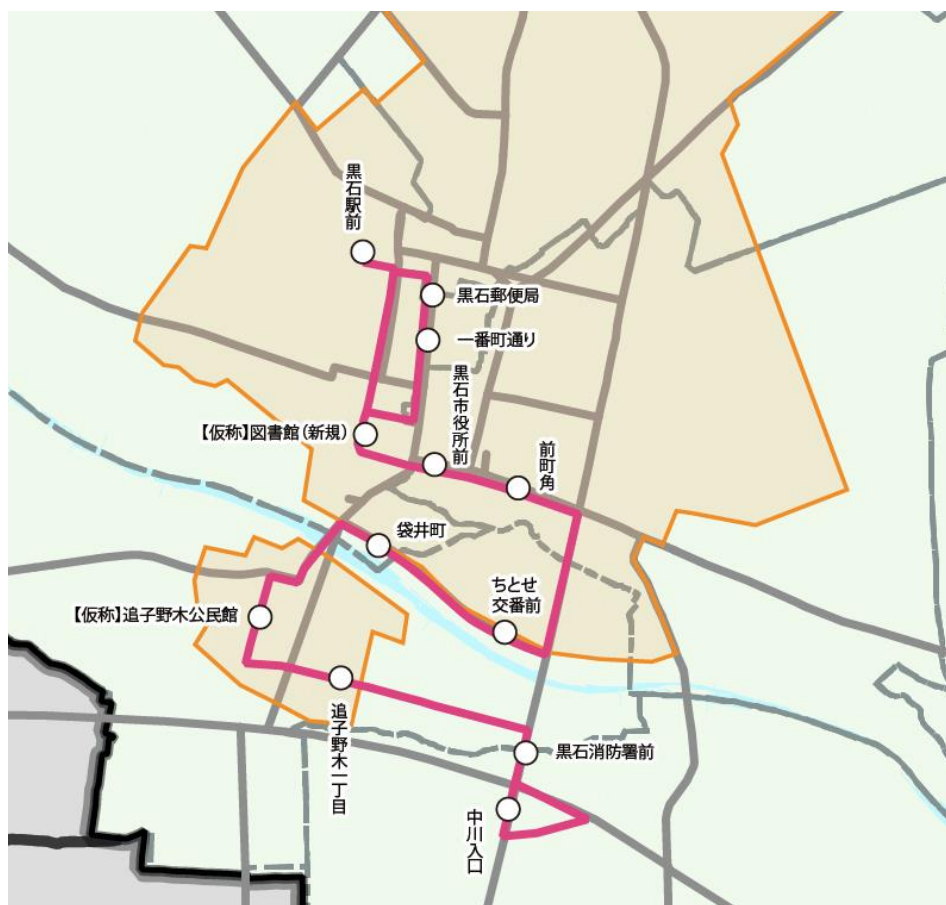 黒石駅前
黒石郵便局
一番町通り
黒石市役所前
【仮称】図書館(新規)
前町角
袋井町
ちとせ
交番前
【仮称】追子野木公民館
追子野木一丁目
黒石消防署前
中川入口